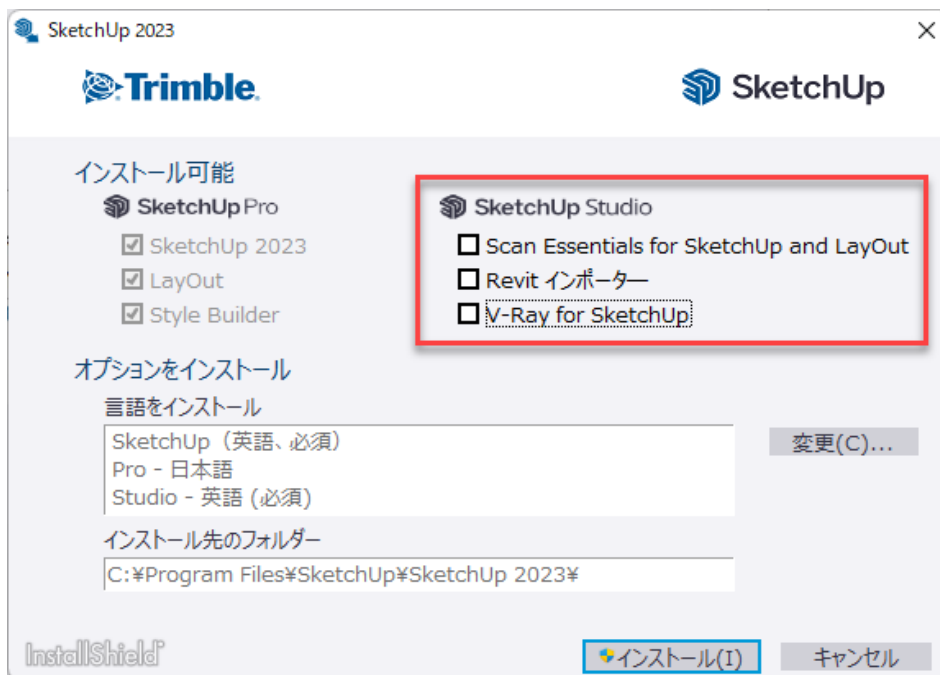 SketchUp 2023
Trimble.
SketchUp
インストール可能
SketchUp Pro
SketchUp 2023
LayOut
Style Builder
SketchUp Studio
Scan Essentials for SketchUp and LayOut
Revit インポーター
V-Ray for SketchUp
オプションをインストール
言語をインストール
SketchUp（英語、必須）
Pro - 日本語
Studio - 英語 (必須)
変更(C)...
インストール先のフォルダー
C:¥Program Files¥SketchUp¥SketchUp 2023¥
InstallShield
インストール(I)
キャンセル